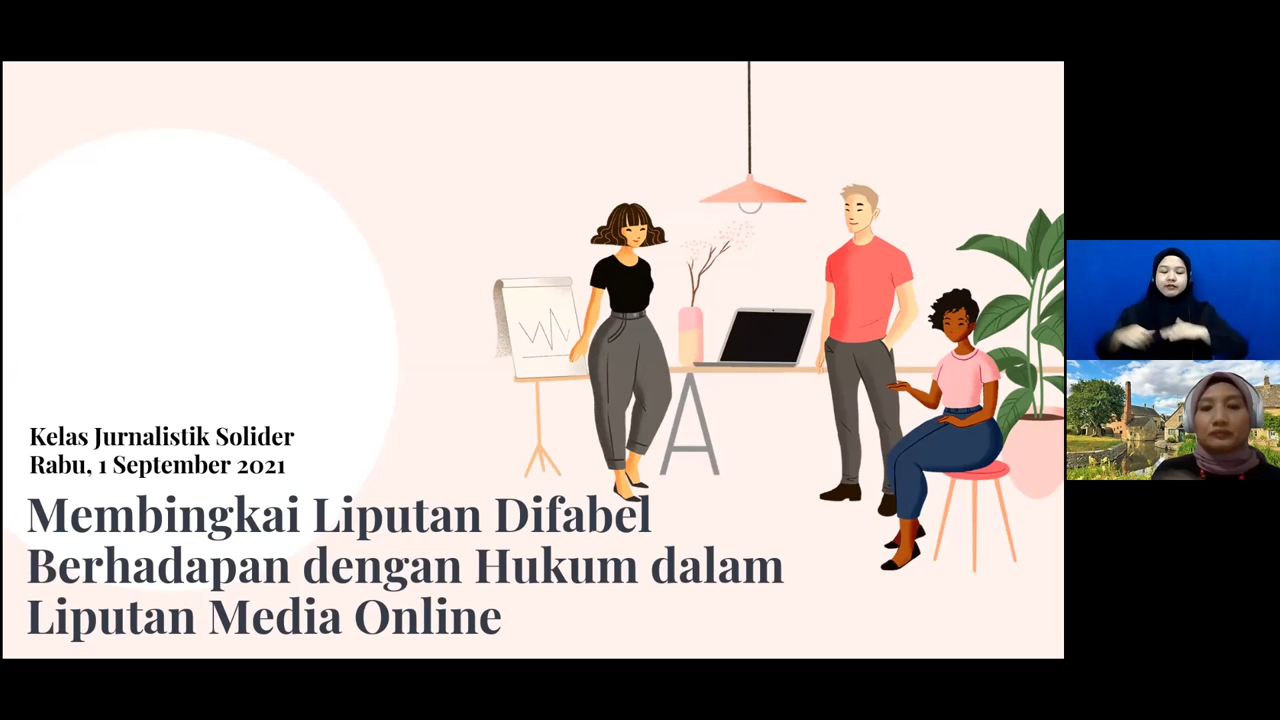 Kelas Jurnalistik Solider
Rabu, 1 September 2021
Membingkai Liputan Difabel
Berhadapan dengan Hukum dalam
Liputan Media Online